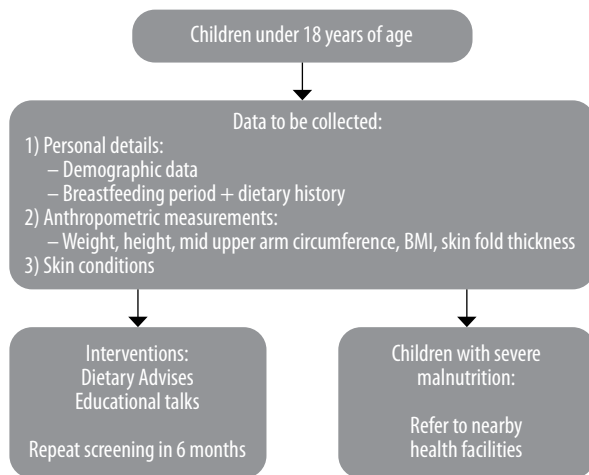 Children under 18 years of age
Data to be collected:
1) Personal details:
– Demographic data
– Breastfeeding period + dietary history
2) Anthropometric measurements:
– Weight, height, mid upper arm circumference, BMI, skin fold thickness
3) Skin conditions
Interventions:
Dietary Advises
Educational talks
Repeat screening in 6 months
Children with severe
malnutrition:
Refer to nearby
health facilities